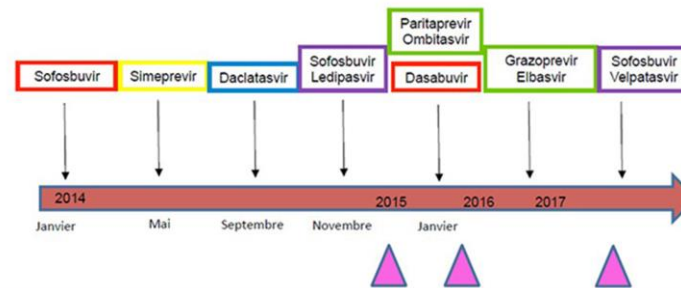 Paritaprevir
Ombitasvir
Sofosbuvir
Simeprevir
Daclatasvir
Sofosbuvir
Ledipasvir
Dasabuvir
Grazoprevir
Elbasvir
Sofosbuvir
Velpatasvir
2014
2015
2016
2017
Janvier
Mai
Septembre
Novembre
Janvier